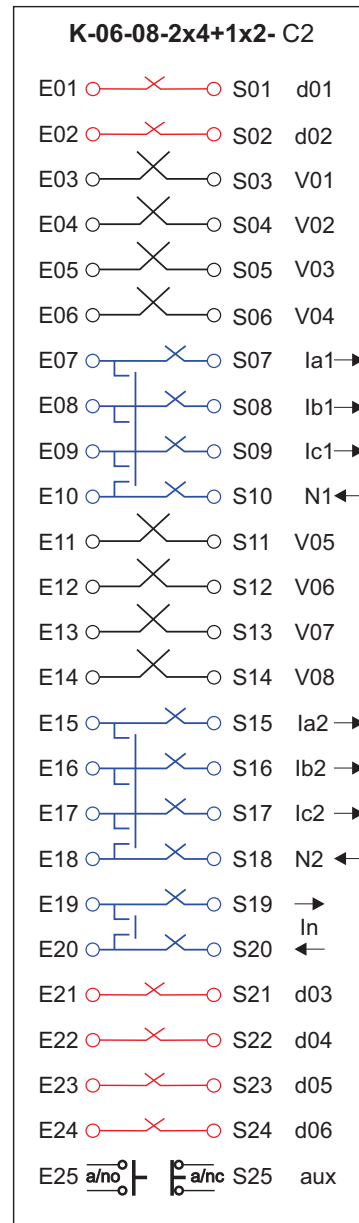 K-06-08-2x4+1x2- C2
E01 S01 d01
E02 S02 d02
E03 S03 V01
E04 S04 V02
E05 S05 V03
E06 S06 V04
E07 S07 Ia1
E08 S08 Ib1
E09 S09 Ic1
E10 S10 N1
E11 S11 V05
E12 S12 V06
E13 S13 V07
E14 S14 V08
E15 S15 Ia2
E16 S16 Ib2
E17 S17 Ic2
E18 S18 N2
E19 S19
In
E20 S20
E21 S21 d03
E22 S22 d04
E23 S23 d05
E24 S24 d06
E25 a/no a/nc S25 aux